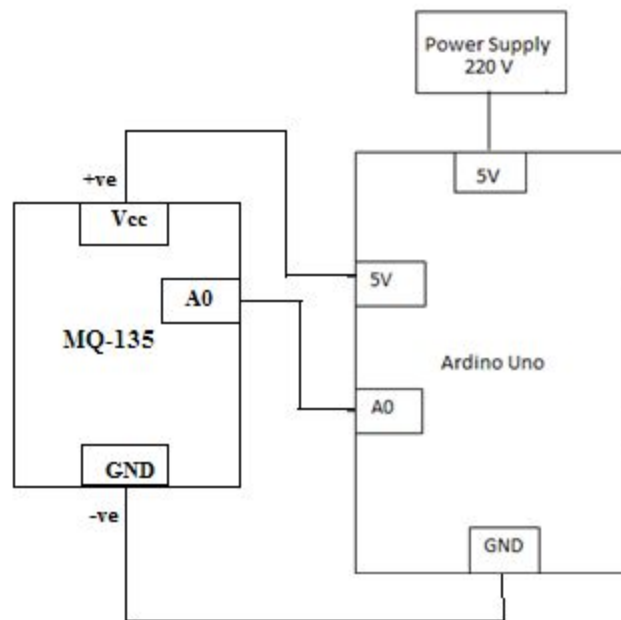 Power Supply
220 V
5V
+ve
Vcc
5V
A0
MQ-135
Ardino Uno
A0
GND
-ve
GND